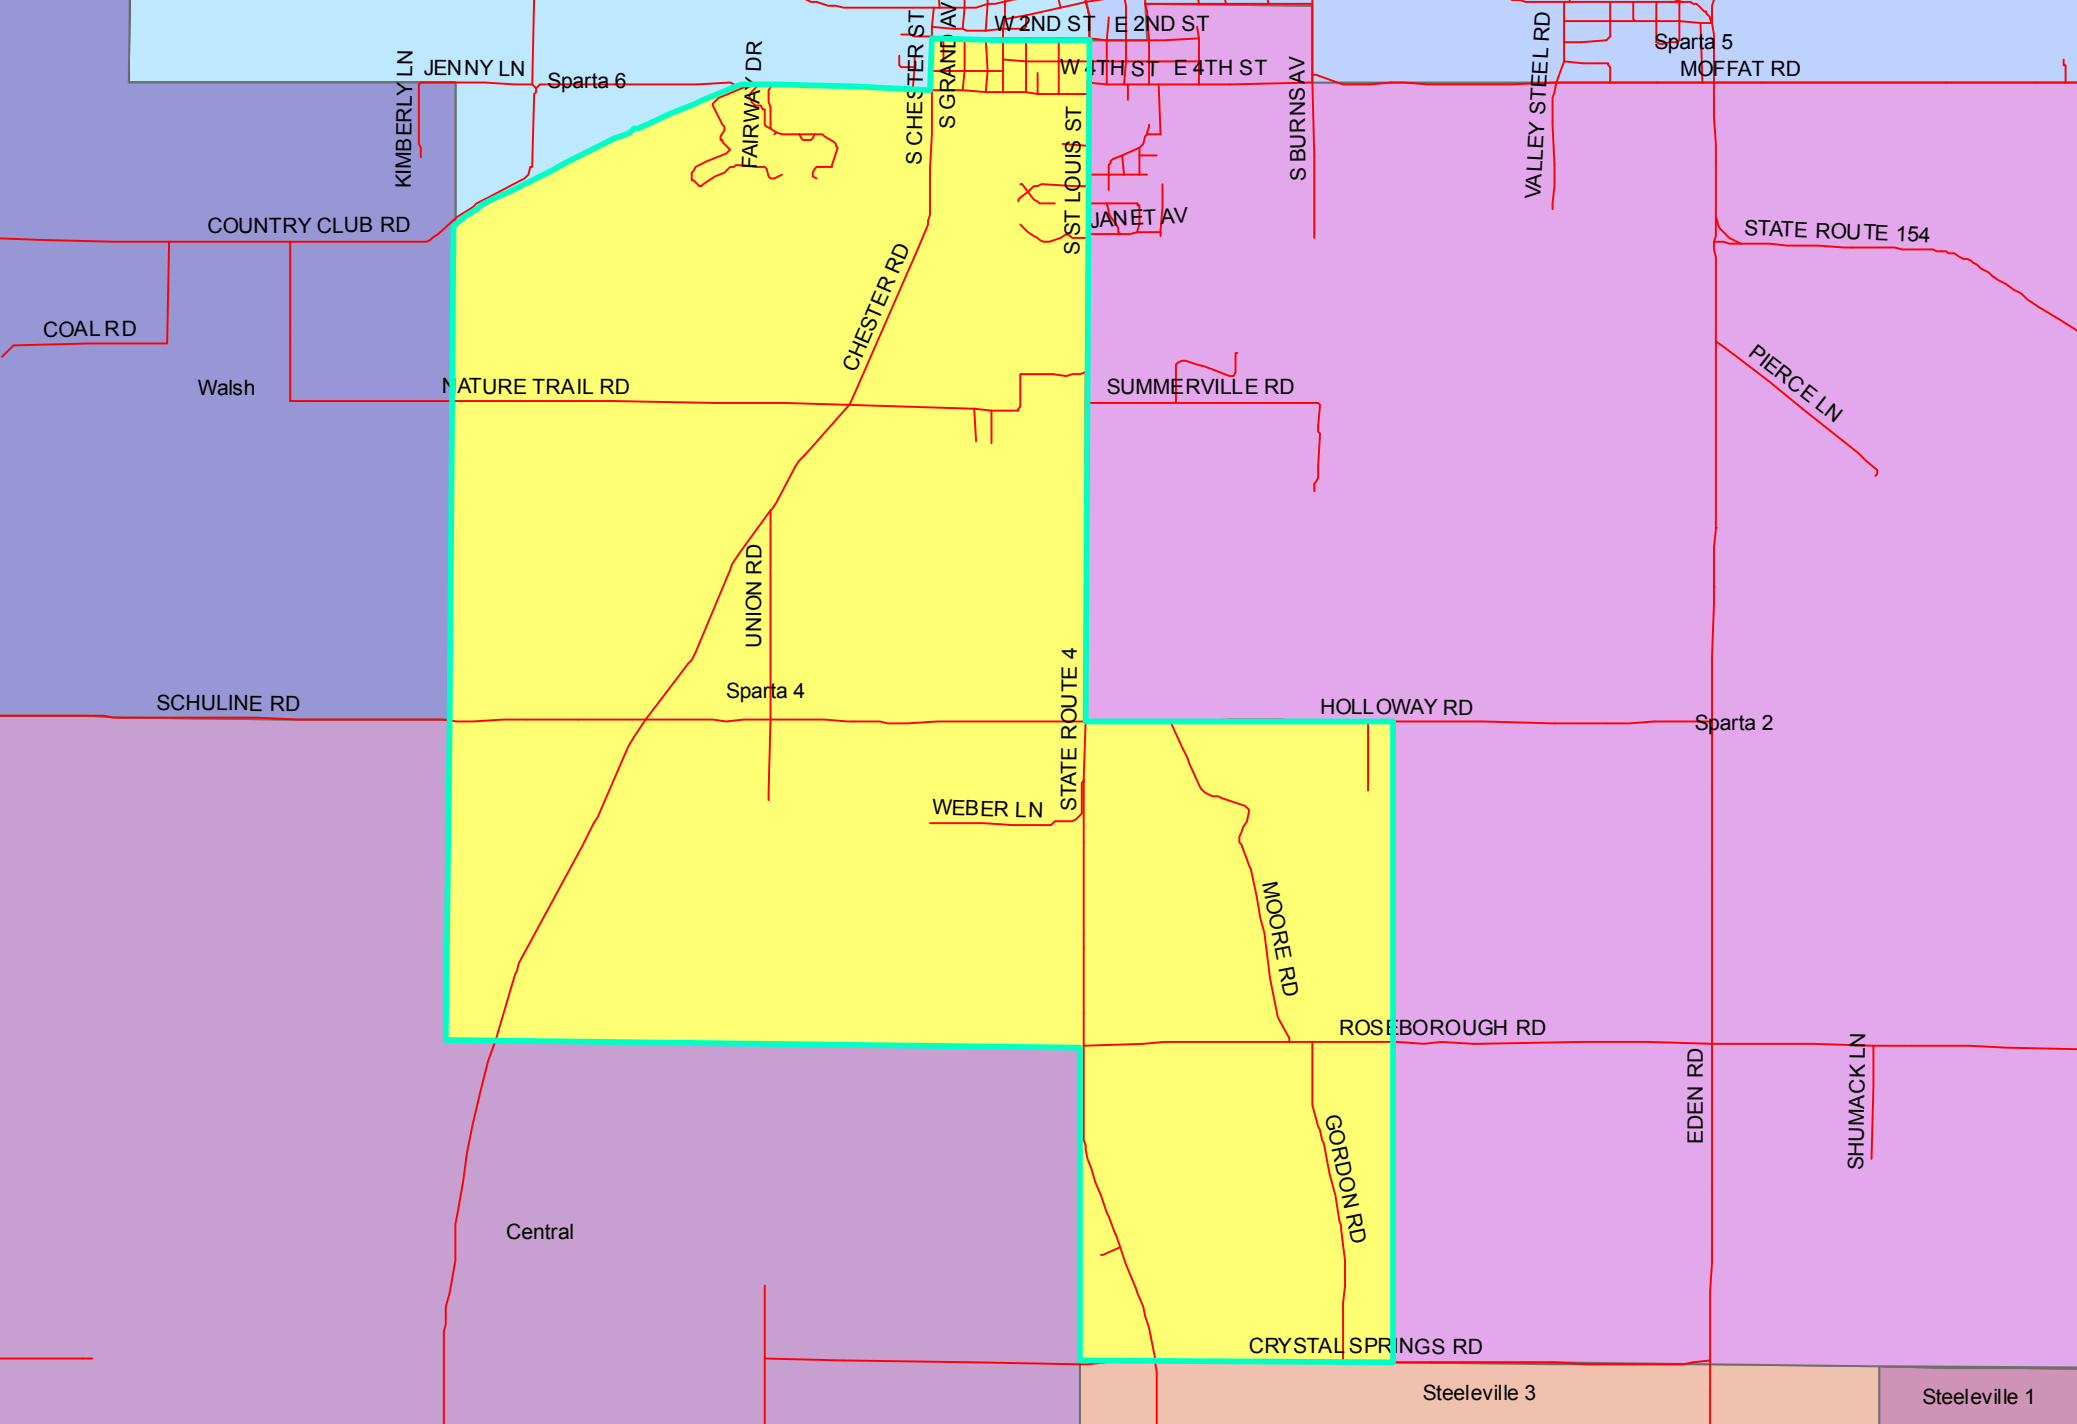 W 2ND ST
E 2ND ST
Sparta 5
JENNY LN
Sparta 6
W 4TH ST
E 4TH ST
MOFFAT RD
KIMBERLY LN
FAIRWAY DR
S CHESTER ST
S GRAND AV
S ST LOUIS ST
S BURNS AV
VALLEY STEEL RD
COUNTRY CLUB RD
JANET AV
STATE ROUTE 154
COAL RD
CHESTER RD
Walsh
NATURE TRAIL RD
SUMMERVILLE RD
PIERCE LN
UNION RD
Sparta 4
STATE ROUTE 4
SCHULINE RD
HOLLOWAY RD
Sparta 2
WEBER LN
MOORE RD
ROSEBOROUGH RD
EDEN RD
SHUMACK LN
GORDON RD
Central
CRYSTAL SPRINGS RD
Steeleville 3
Steeleville 1